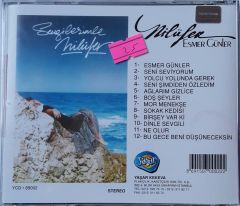 Sevgilerimle
Nilüfer
Nilüfer
ESMER GÜNLER
1- ESMER GÜNLER
2- SENİ SEVİYORUM
3- YOLCU YOLUNDA GEREK
4- SENİ ŞİMDİDEN ÖZLEDİM
5- AĞLARIM GİZLİCE
6- BOŞ ŞEYLER
7- MOR MENEKŞE
8- SOKAK KEDİSİ
9- BİRŞEY VAR Kİ
10- DİNLE SEVGİLİ
11- NE OLUR
12- BU GECE BENİ DÜŞÜNECEKSİN
STEREO
YAŞAR KEKEVA